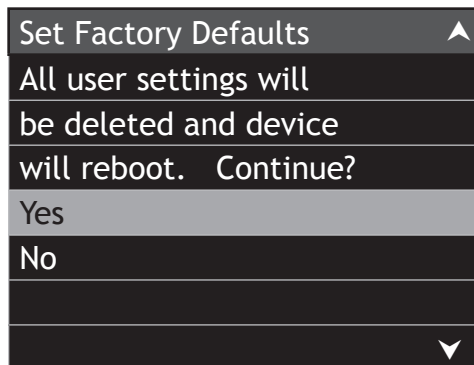 Set Factory Defaults
All user settings will
be deleted and device
will reboot. Continue?
Yes
No